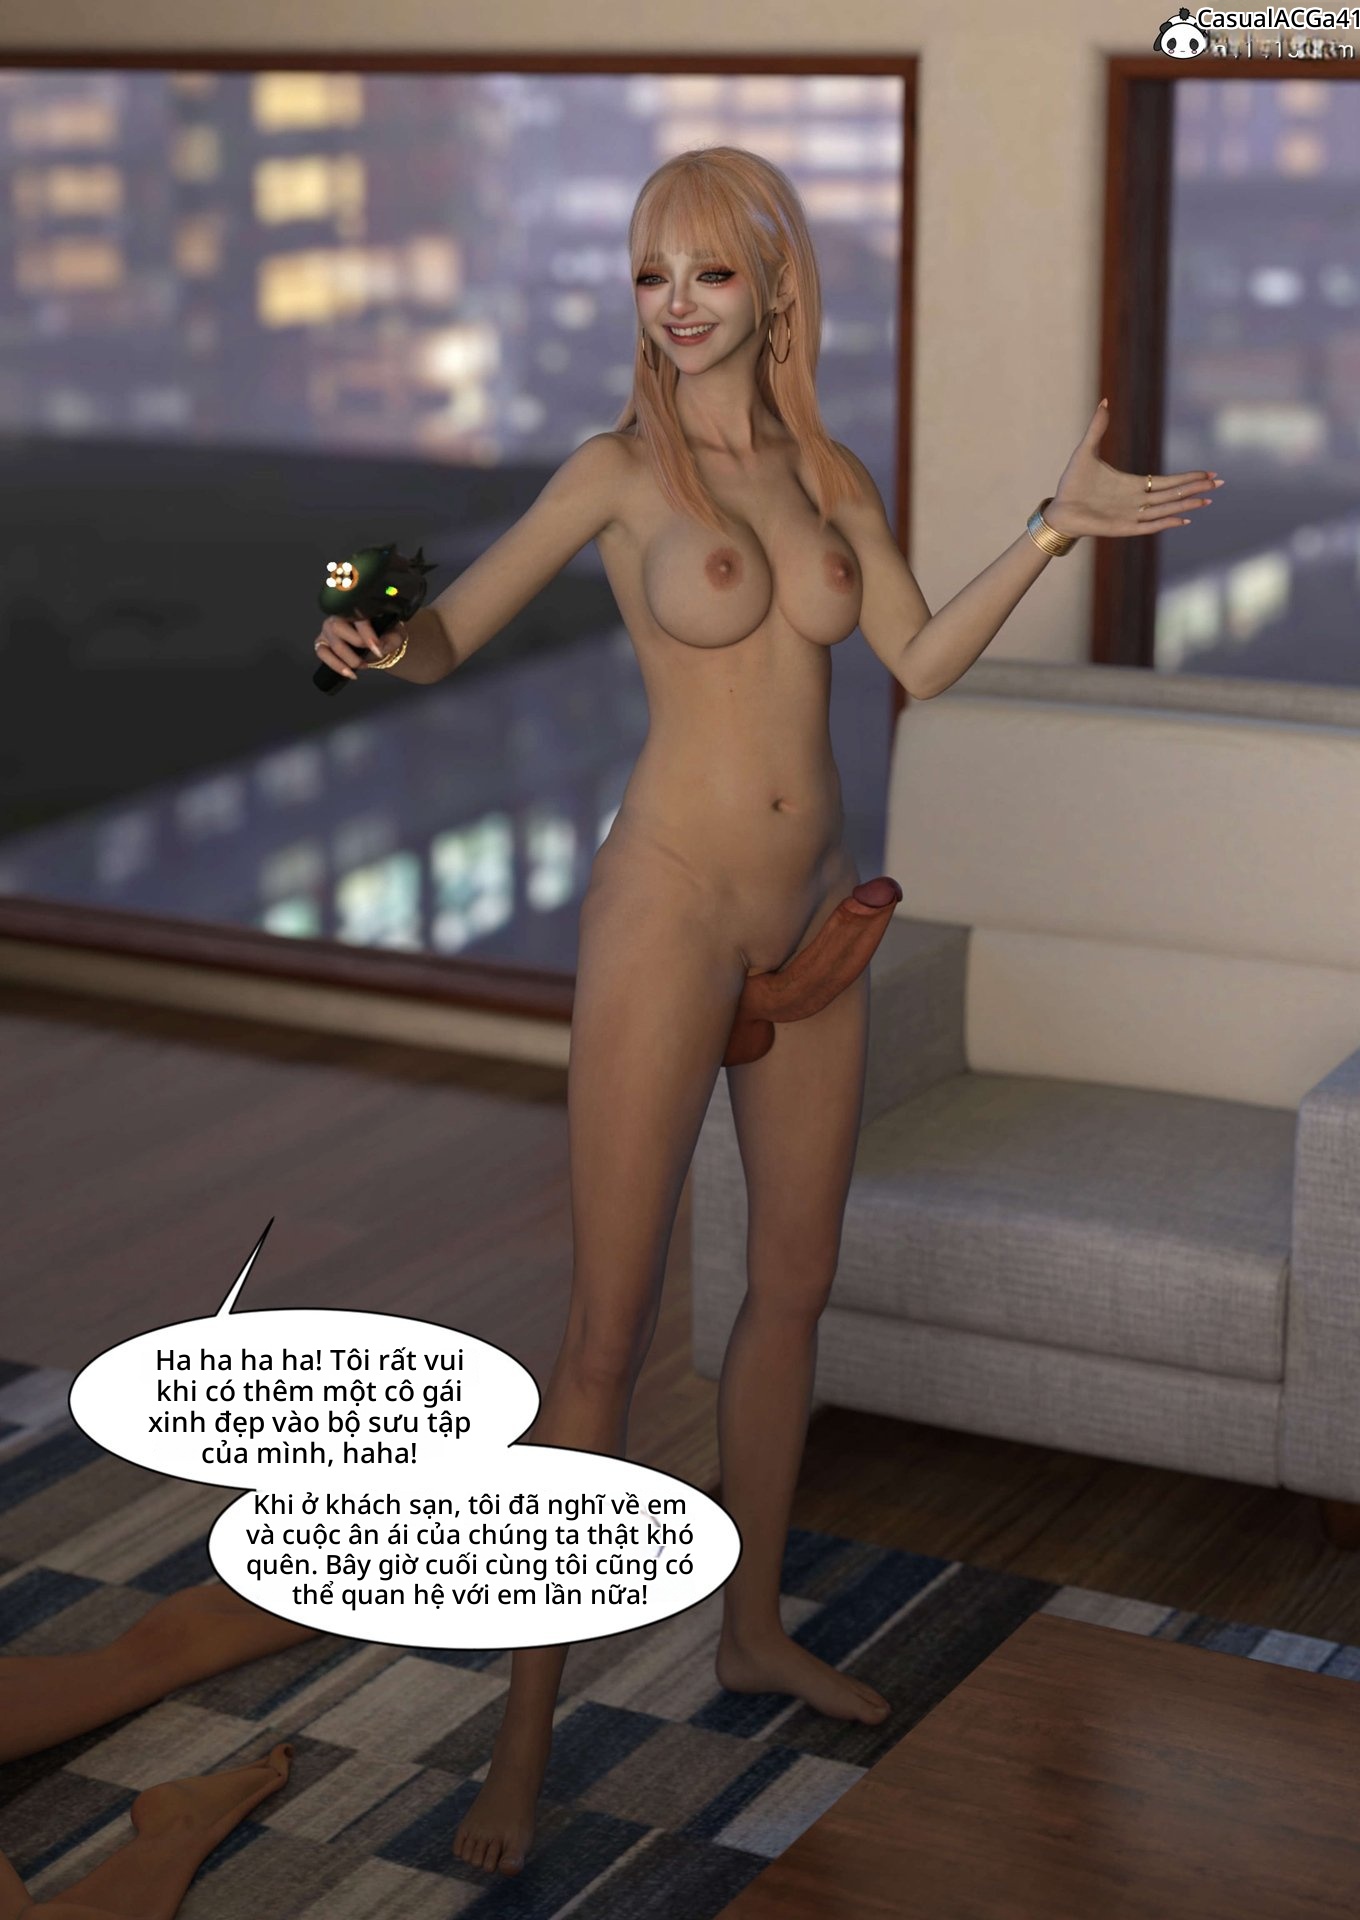 CasualACGa41
Ha ha ha ha! Tôi rất vui
khi có thêm một cô gái
xinh đẹp vào bộ sưu tập
của mình, haha!
Khi ở khách sạn, tôi đã nghĩ về em
và cuộc ân ái của chúng ta thật khó
quên. Bây giờ cuối cùng tôi cũng có
thể quan hệ với em lần nữa!